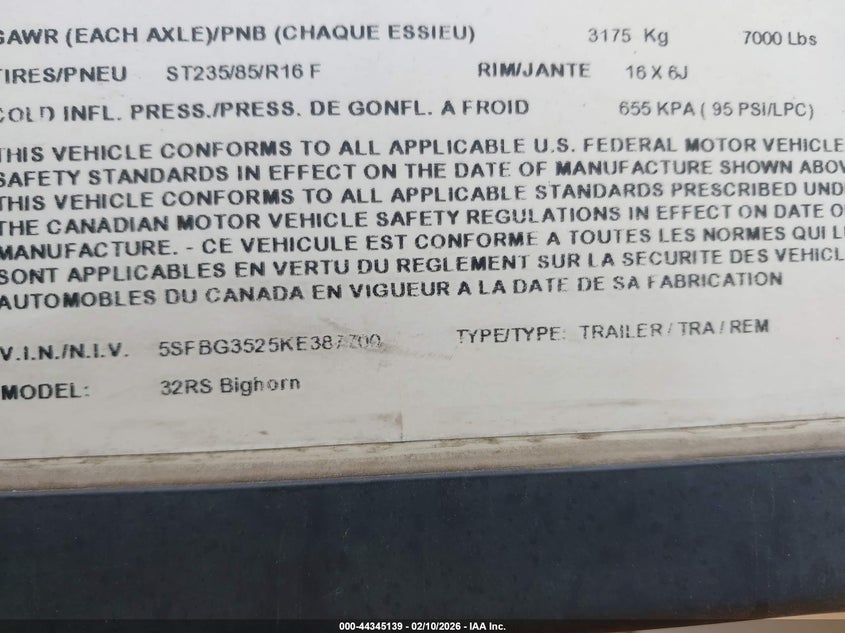 GAWR (EACH AXLE)/PNB (CHAQUE ESSIEU) 3175 Kg 7000 Lbs
TIRES/PNEU ST235/85/R16 F RIM/JANTE 16 X 6J
COLD INFL. PRESS./PRESS. DE GONFL. A FROID 655 KPA ( 95 PSI/LPC)
THIS VEHICLE CONFORMS TO ALL APPLICABLE U.S. FEDERAL MOTOR VEHICLE
SAFETY STANDARDS IN EFFECT ON THE DATE OF MANUFACTURE SHOWN ABOV
THIS VEHICLE CONFORMS TO ALL APPLICABLE STANDARDS PRESCRIBED UND
THE CANADIAN MOTOR VEHICLE SAFETY REGULATIONS IN EFFECT ON DATE O
MANUFACTURE. - CE VEHICULE EST CONFORME A TOUTES LES NORMES QUI L
SONT APPLICABLES EN VERTU DU REGLEMENT SUR LA SECURITE DES VEHICL
AUTOMOBLES DU CANADA EN VIGUEUR A LA DATE DE SA FABRICATION
V.I.N./N.I.V. 5SFBG3525KE387700 TYPE/TYPE: TRAILER / TRA / REM
MODEL: 32RS Bighorn
000-44345139 - 02/10/2026 - IAA Inc.